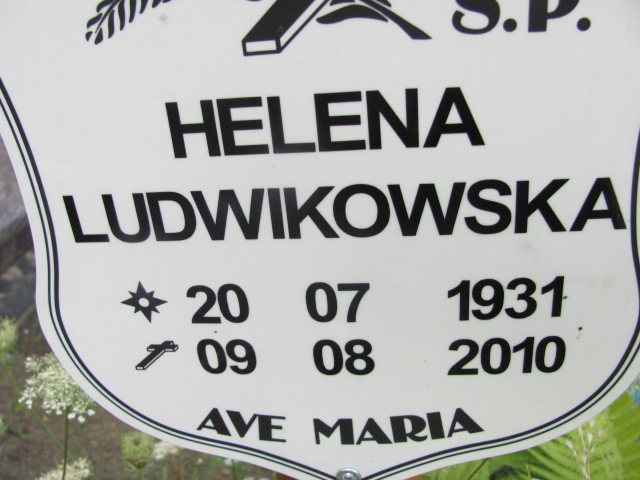 S.P.
HELENA
LUDWIKOWSKA
20 07 1931
09 08 2010
AVE MARIA